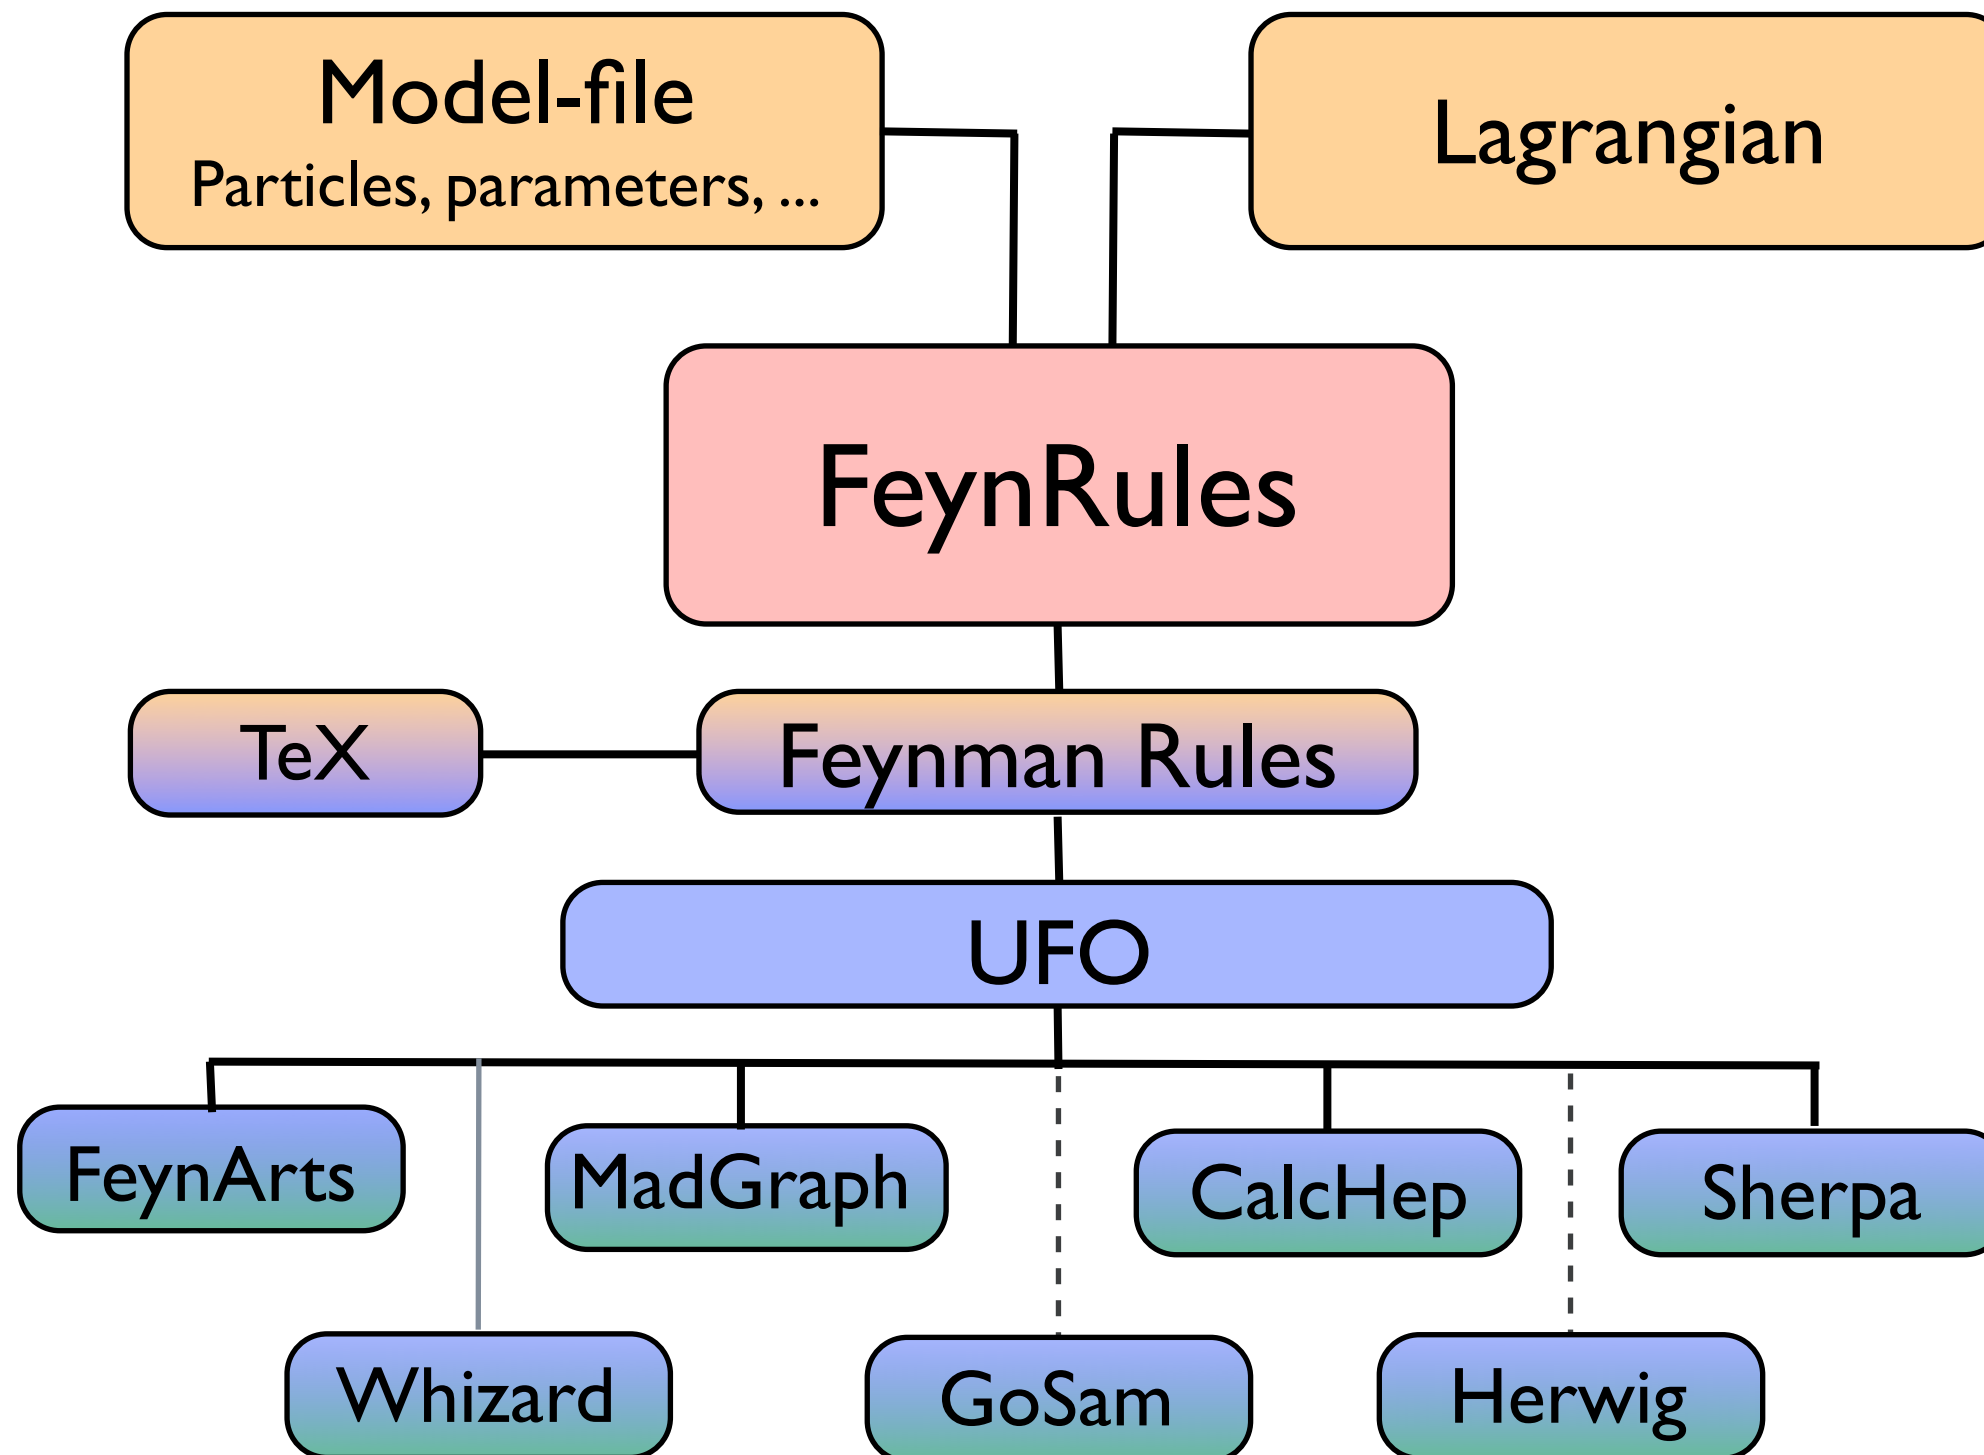 Model-file
Particles, parameters, ...
Lagrangian
FeynRules
TeX
Feynman Rules
UFO
FeynArts
MadGraph
CalcHep
Sherpa
Whizard
GoSam
Herwig